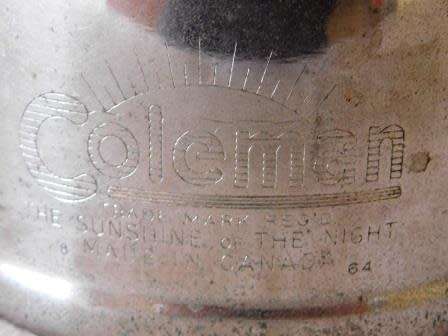 Coleman
TRADE MARK REG'D
THE SUNSHINE OF THE NIGHT
8 MADE IN CANADA 64